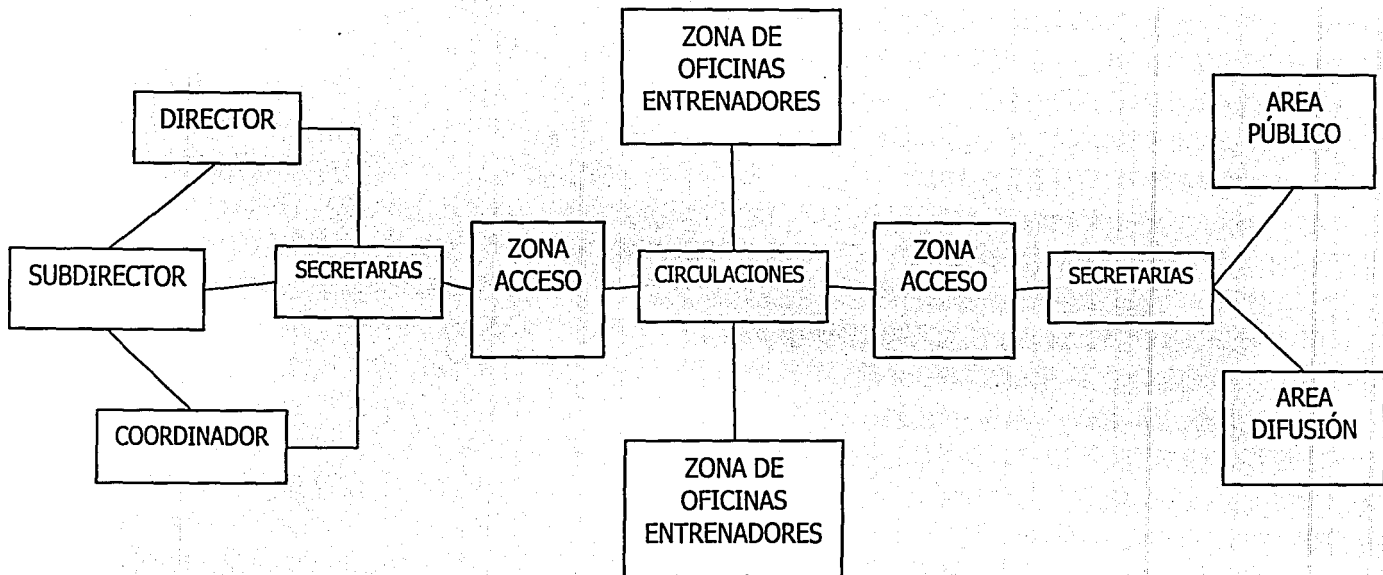 ZONA DE
OFICINAS
ENTRENADORES
DIRECTOR
AREA
PÚBLICO
SUBDIRECTOR
SECRETARIAS
ZONA
ACCESO
CIRCULACIONES
ZONA
ACCESO
SECRETARIAS
COORDINADOR
AREA
DIFUSIÓN
ZONA DE
OFICINAS
ENTRENADORES